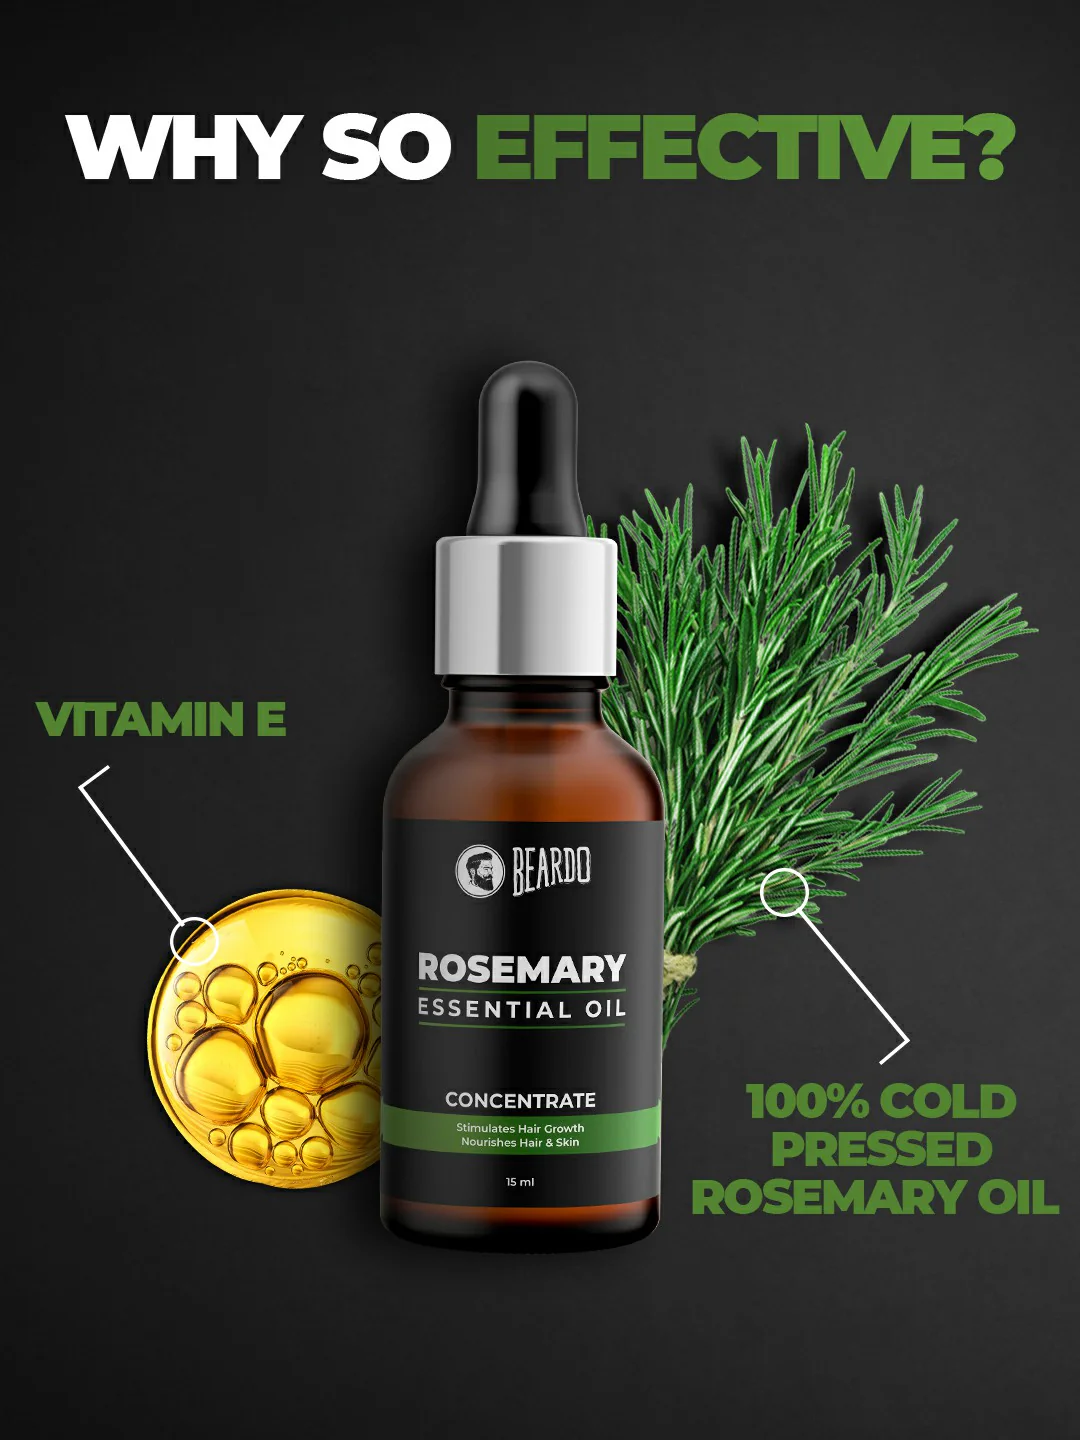 WHY SO EFFECTIVE?
VITAMIN E
BEARDO
ROSEMARY
ESSENTIAL OIL
CONCENTRATE
Stimulates Hair Growth
Nourishes Hair & Skin
15 ml
100% COLD
PRESSED
ROSEMARY OIL